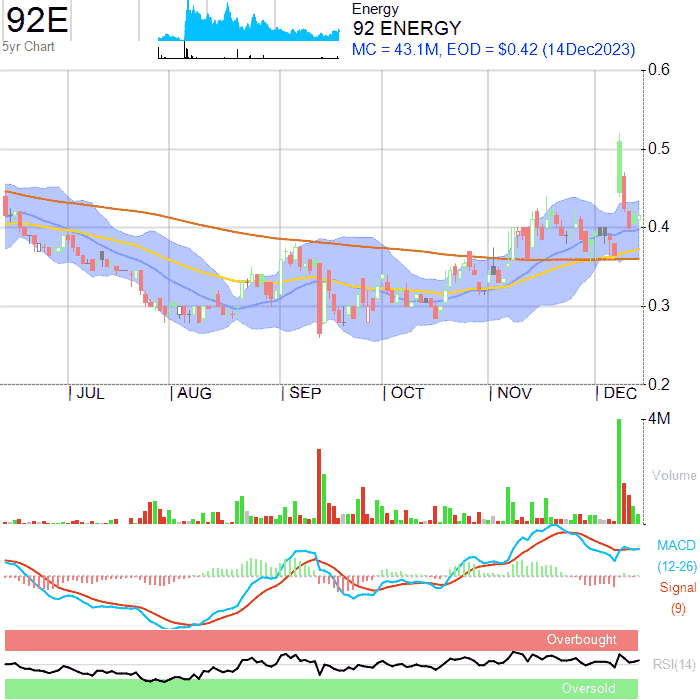 92E
5yr Chart
Energy
92 ENERGY
MC = 43.1M, EOD = $0.42 (14Dec2023)
0.6
0.5
0.4
0.3
0.2
JUL AUG SEP OCT NOV DEC
4M
Volume
MACD
(12-26)
Signal
(9)
Overbought
RSI(14)
Oversold